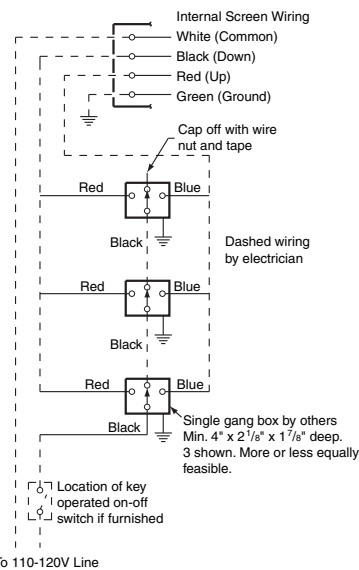 Internal Screen Wiring
White (Common)
Black (Down)
Red (Up)
Green (Ground)
Cap off with wire
nut and tape
Red
Blue
Black
Dashed wiring
by electrician
Red
Blue
Black
Red
Blue
Black
Single gang box by others
Min. 4" x 2 1/8" x 1 7/8" deep.
3 shown. More or less equally
feasible.
Location of key
operated on-off
switch if furnished
To 110-120V Line